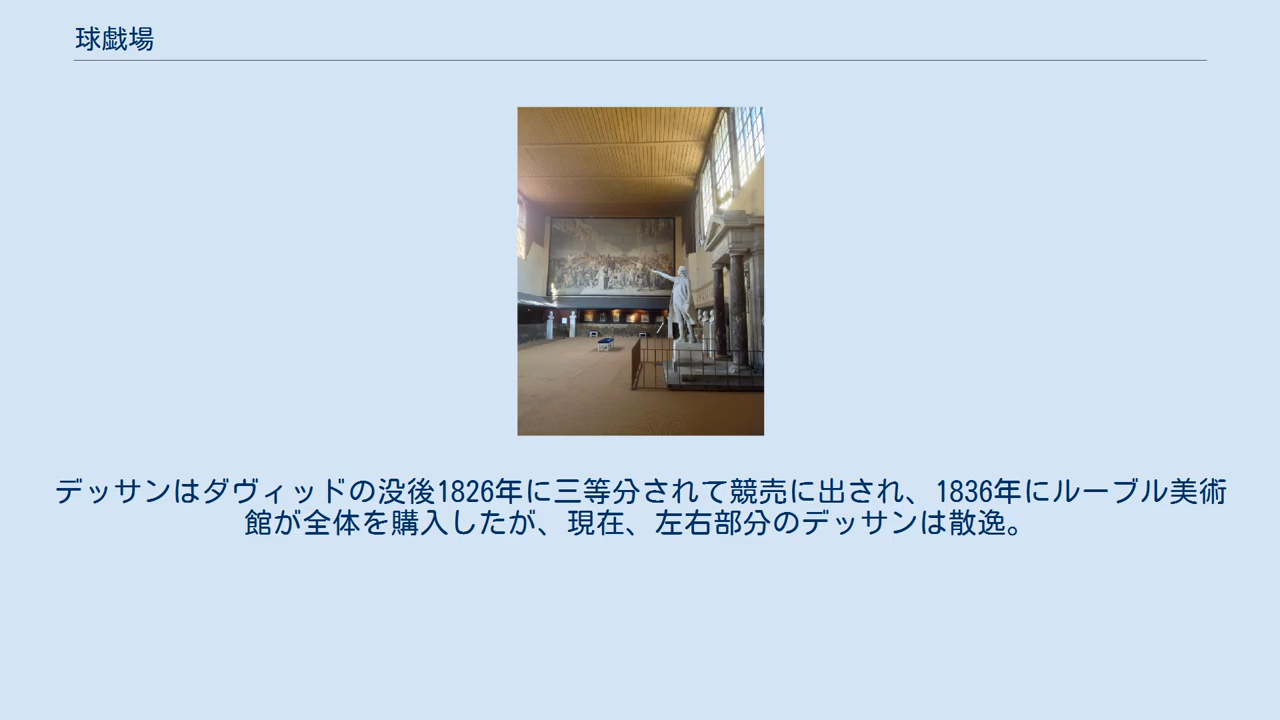 球戯場
デッサンはダヴィッドの没後1826年に三等分されて競売に出され、1836年にルーブル美術
館が全体を購入したが、現在、左右部分のデッサンは散逸。